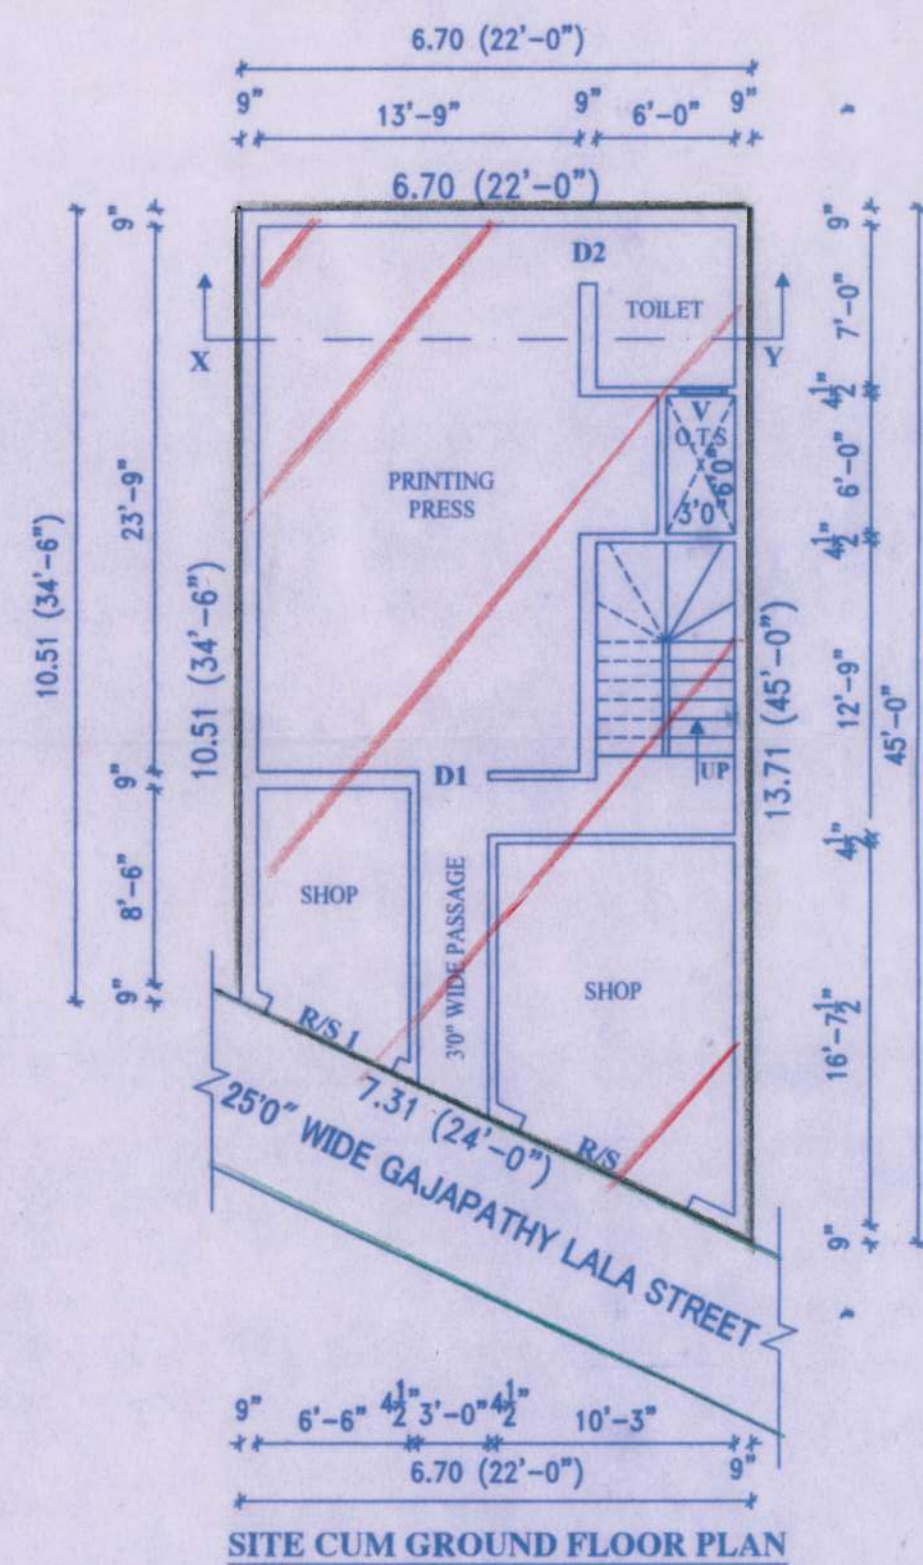 6.70 (22'-0")
9" 13'-9" 9" 6'-0" 9"
6.70 (22'-0")
9"
9"
D2
TOILET
7'-0"
X
Y
4½"
V
O.T.S
6'0"
3'0"
6'-0"
PRINTING
PRESS
23'-9"
4½"
10.51 (34'-6")
10.51 (34'-6")
13.71 (45'-0")
12'-9"
45'-0"
9"
D1
UP
4½"
8'-6"
SHOP
3'0" WIDE PASSAGE
SHOP
16'-7½"
9"
R/S 1
7.31 (24'-0")
R/S
25'0" WIDE GAJAPATHY LALA STREET
9"
9" 6'-6" 4½" 3'-0" 4½" 10'-3"
9"
6.70 (22'-0")
SITE CUM GROUND FLOOR PLAN